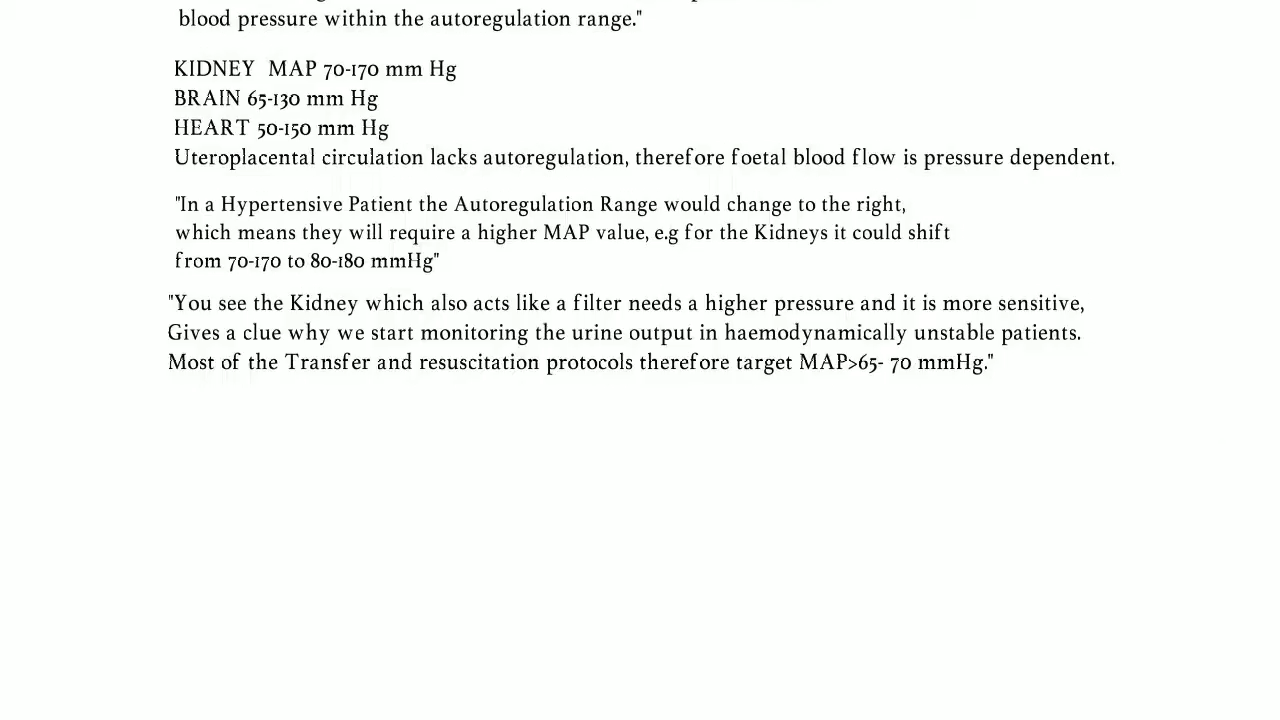 blood pressure within the autoregulation range."
KIDNEY MAP 70-170 mm Hg
BRAIN 65-130 mm Hg
HEART 50-150 mm Hg
Uteroplacental circulation lacks autoregulation, therefore foetal blood flow is pressure dependent.
"In a Hypertensive Patient the Autoregulation Range would change to the right,
which means they will require a higher MAP value, e.g for the Kidneys it could shift
from 70-170 to 80-180 mmHg"
"You see the Kidney which also acts like a filter needs a higher pressure and it is more sensitive,
Gives a clue why we start monitoring the urine output in haemodynamically unstable patients.
Most of the Transfer and resuscitation protocols therefore target MAP>65- 70 mmHg."